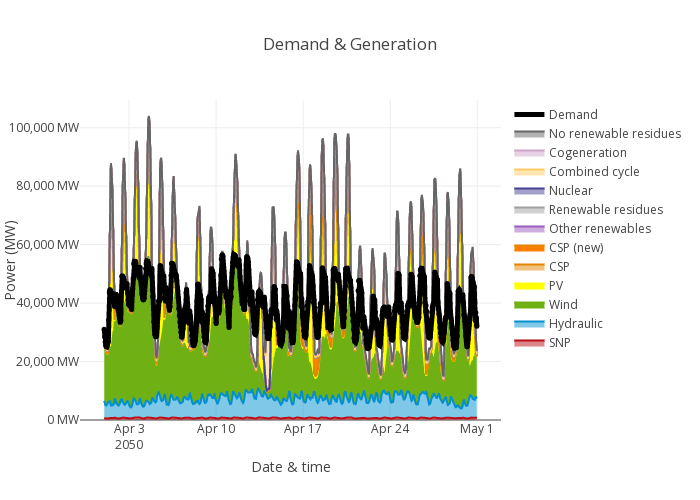 Demand & Generation
100,000 MW
80,000 MW
60,000 MW
40,000 MW
20,000 MW
0 MW
Power (MW)
Apr 3
2050
Apr 10
Apr 17
Apr 24
May 1
Date & time
Demand
No renewable residues
Cogeneration
Combined cycle
Nuclear
Renewable residues
Other renewables
CSP (new)
CSP
PV
Wind
Hydraulic
SNP